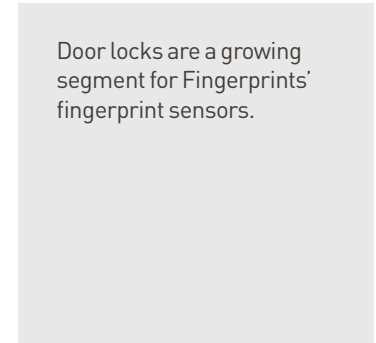 Door locks are a growing
segment for Fingerprints’
fingerprint sensors.